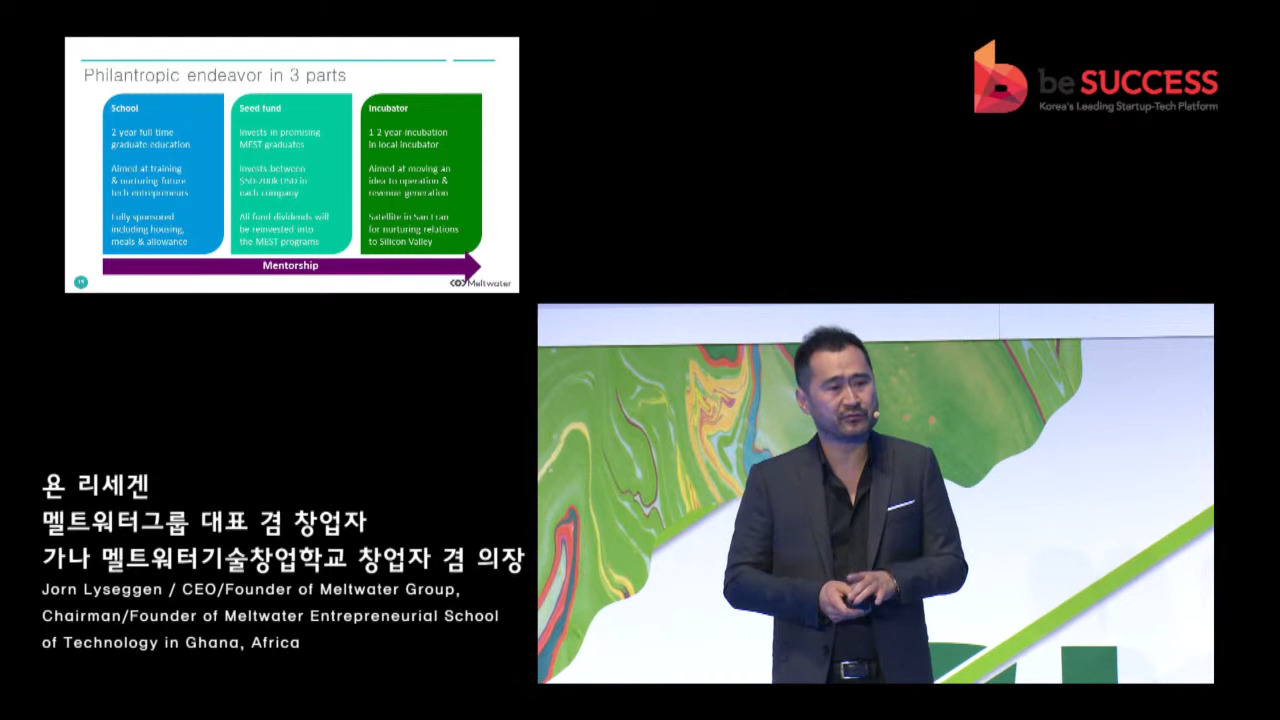 Philantropic endeavor in 3 parts
School
2 year full time
graduate education
Aimed at training
& nurturing future
tech entrepreneurs
Fully sponsored
including housing,
meals & allowance
Seed fund
Invests in promising
MEST graduates
Invests between
$50-200k USD in
each company
All fund dividends will
be reinvested into
the MEST programs
Incubator
1-2 year incubation
in local incubator
Aimed at moving an
idea to operation &
revenue generation
Satellite in San Fran
for nurturing relations
to Silicon Valley
Mentorship
Meltwater
be SUCCESS
Korea's Leading Startup-Tech Platform
욘 리세겐
멜트워터그룹 대표 겸 창업자
가나 멜트워터기술창업학교 창업자 겸 의장
Jorn Lyseggen / CEO/Founder of Meltwater Group,
Chairman/Founder of Meltwater Entrepreneurial School
of Technology in Ghana, Africa